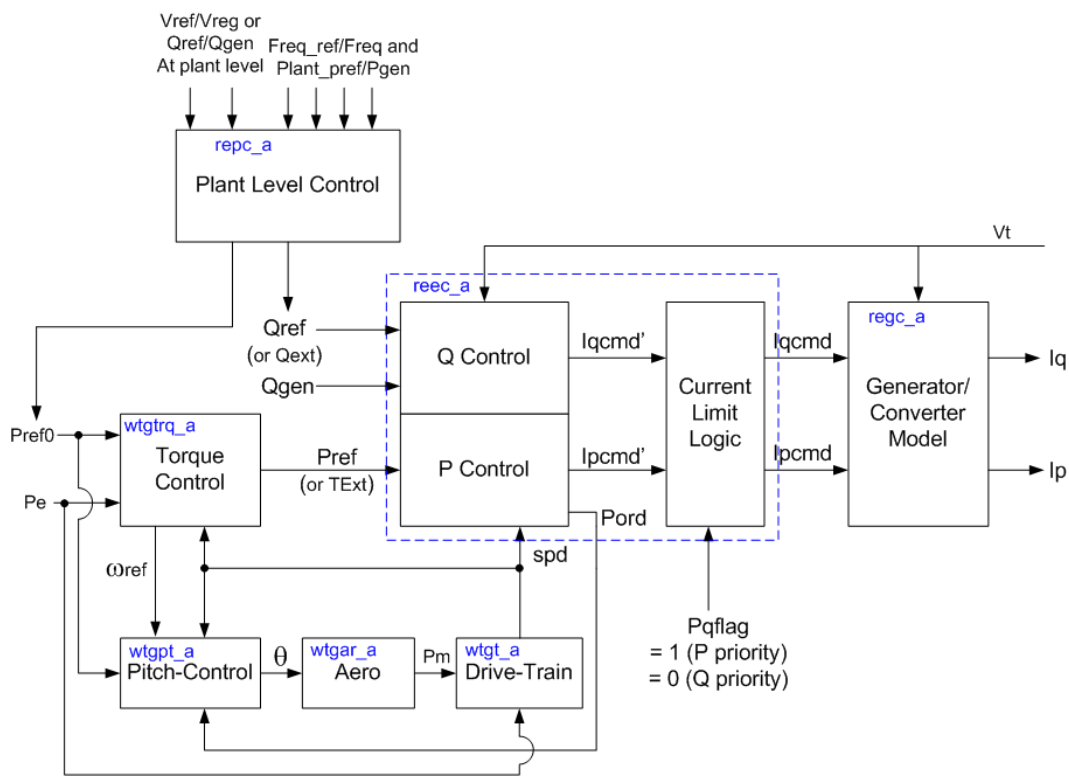 Vref/Vreg or
Qref/Qgen
At plant level
Freq_ref/Freq and
Plant_pref/Pgen
repc_a
Plant Level Control
Vt
reec_a
regc_a
Qref
(or Qext)
Qgen
Q Control
Iqcmd’
Iqcmd
Iq
Current
Limit
Logic
Generator/
Converter
Model
Pref0
wtgtrq_a
Torque
Control
Pref
(or TExt)
P Control
Ipcmd’
Ipcmd
Ip
Pe
Pord
spd
ωref
Pqflag
= 1 (P priority)
= 0 (Q priority)
wtgpt_a
Pitch-Control
θ
wtgar_a
Aero
Pm
wtgt_a
Drive-Train